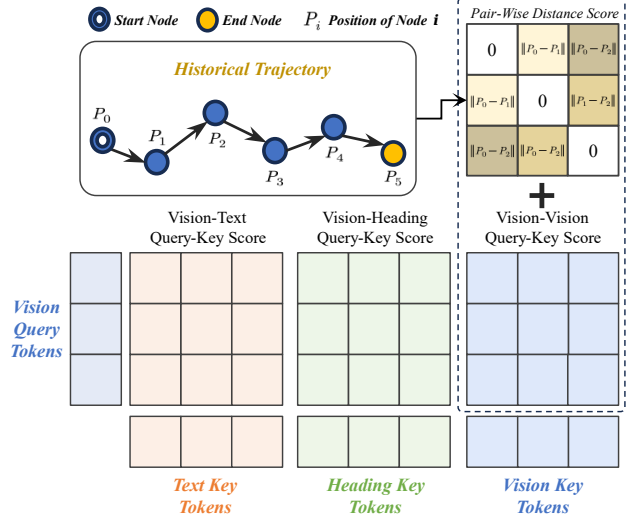 Start Node End Node P_i Position of Node i
Pair-Wise Distance Score
Historical Trajectory
P_0 P_1 P_2 P_3 P_4 P_5
0 ||P_0 − P_1|| ||P_0 − P_2||
||P_0 − P_1|| 0 ||P_1 − P_2||
||P_0 − P_2|| ||P_0 − P_2|| 0
+
Vision-Text
Query-Key Score
Vision-Heading
Query-Key Score
Vision-Vision
Query-Key Score
Vision
Query
Tokens
Text Key
Tokens
Heading Key
Tokens
Vision Key
Tokens